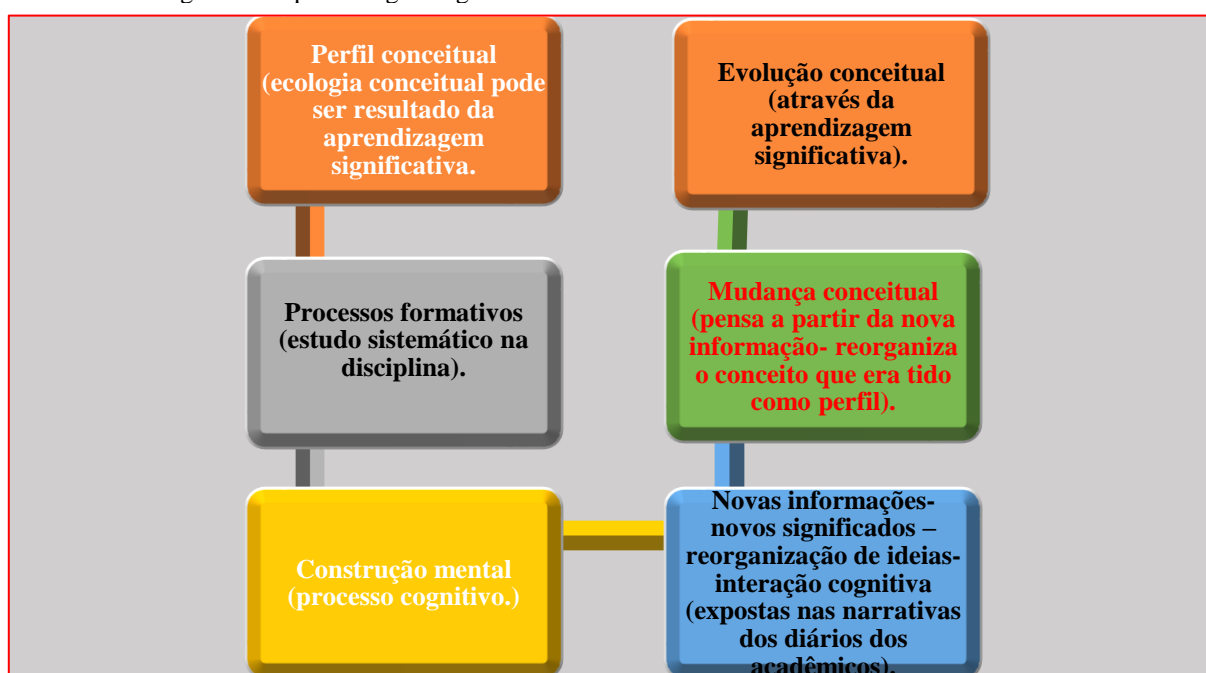 Perfil conceitual
(ecologia conceitual pode
ser resultado da
aprendizagem
significativa.
Processos formativos
(estudo sistemático na
disciplina).
Construção mental
(processo cognitivo.)
Novas informações-
novos significados –
reorganização de ideias-
interação cognitiva
(expostas nas narrativas
dos diários dos
acadêmicos).
Mudança conceitual
(pensa a partir da nova
informação- reorganiza
o conceito que era tido
como perfil).
Evolução conceitual
(através da
aprendizagem
significativa).